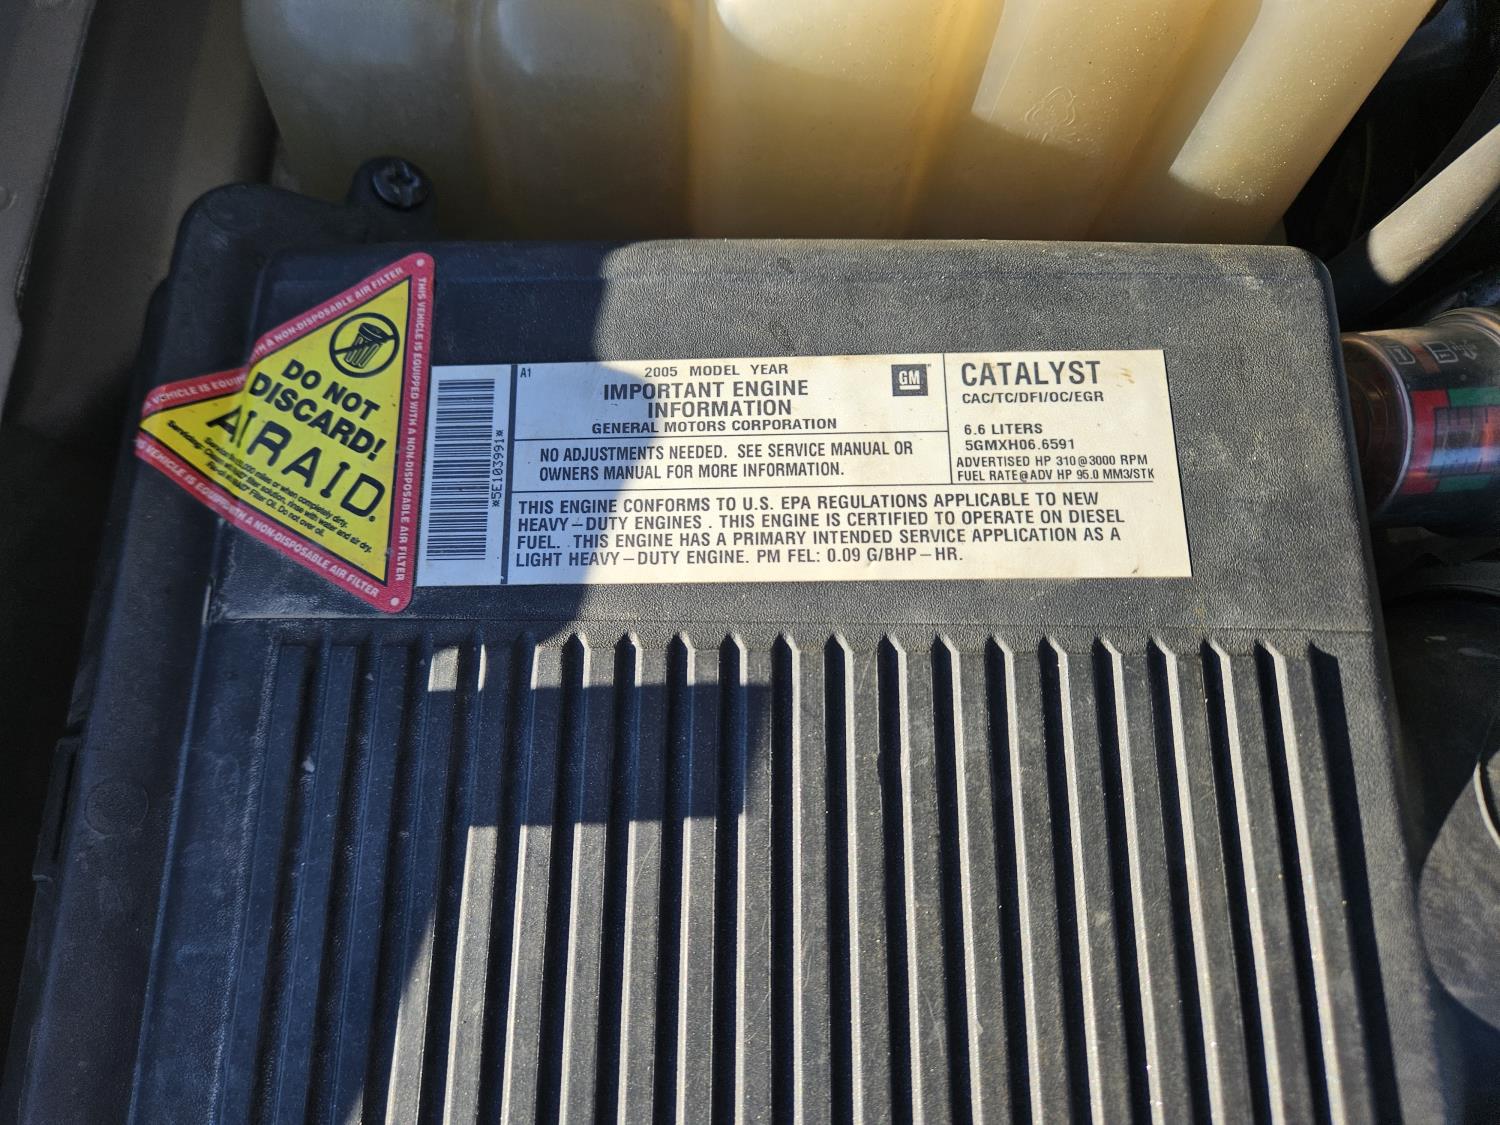 THIS VEHICLE IS EQUIPPED WITH A NON-DISPOSABLE AIR FILTER
DO NOT
DISCARD!
AIRAID®
*5E103991*
A1
2005 MODEL YEAR
IMPORTANT ENGINE
INFORMATION
GENERAL MOTORS CORPORATION
GM
NO ADJUSTMENTS NEEDED. SEE SERVICE MANUAL OR
OWNERS MANUAL FOR MORE INFORMATION.
CATALYST
CAC/TC/DFI/OC/EGR
6.6 LITERS
5GMXH06.6591
ADVERTISED HP 310@3000 RPM
FUEL RATE@ADV HP 95.0 MM3/STK
THIS ENGINE CONFORMS TO U.S. EPA REGULATIONS APPLICABLE TO NEW
HEAVY-DUTY ENGINES . THIS ENGINE IS CERTIFIED TO OPERATE ON DIESEL
FUEL. THIS ENGINE HAS A PRIMARY INTENDED SERVICE APPLICATION AS A
LIGHT HEAVY-DUTY ENGINE. PM FEL: 0.09 G/BHP-HR.